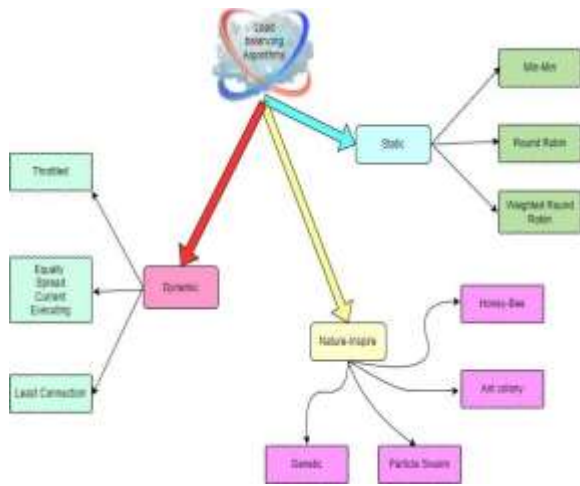 Load
balancing
Algorithms
Min-Min
Static
Round Robin
Weighted Round
Robin
Throttled
Equally
Spread
Current
Executing
Dynamic
Least Connection
Nature-Inspire
Honey-Bee
Ant colony
Genetic
Particle Swarm